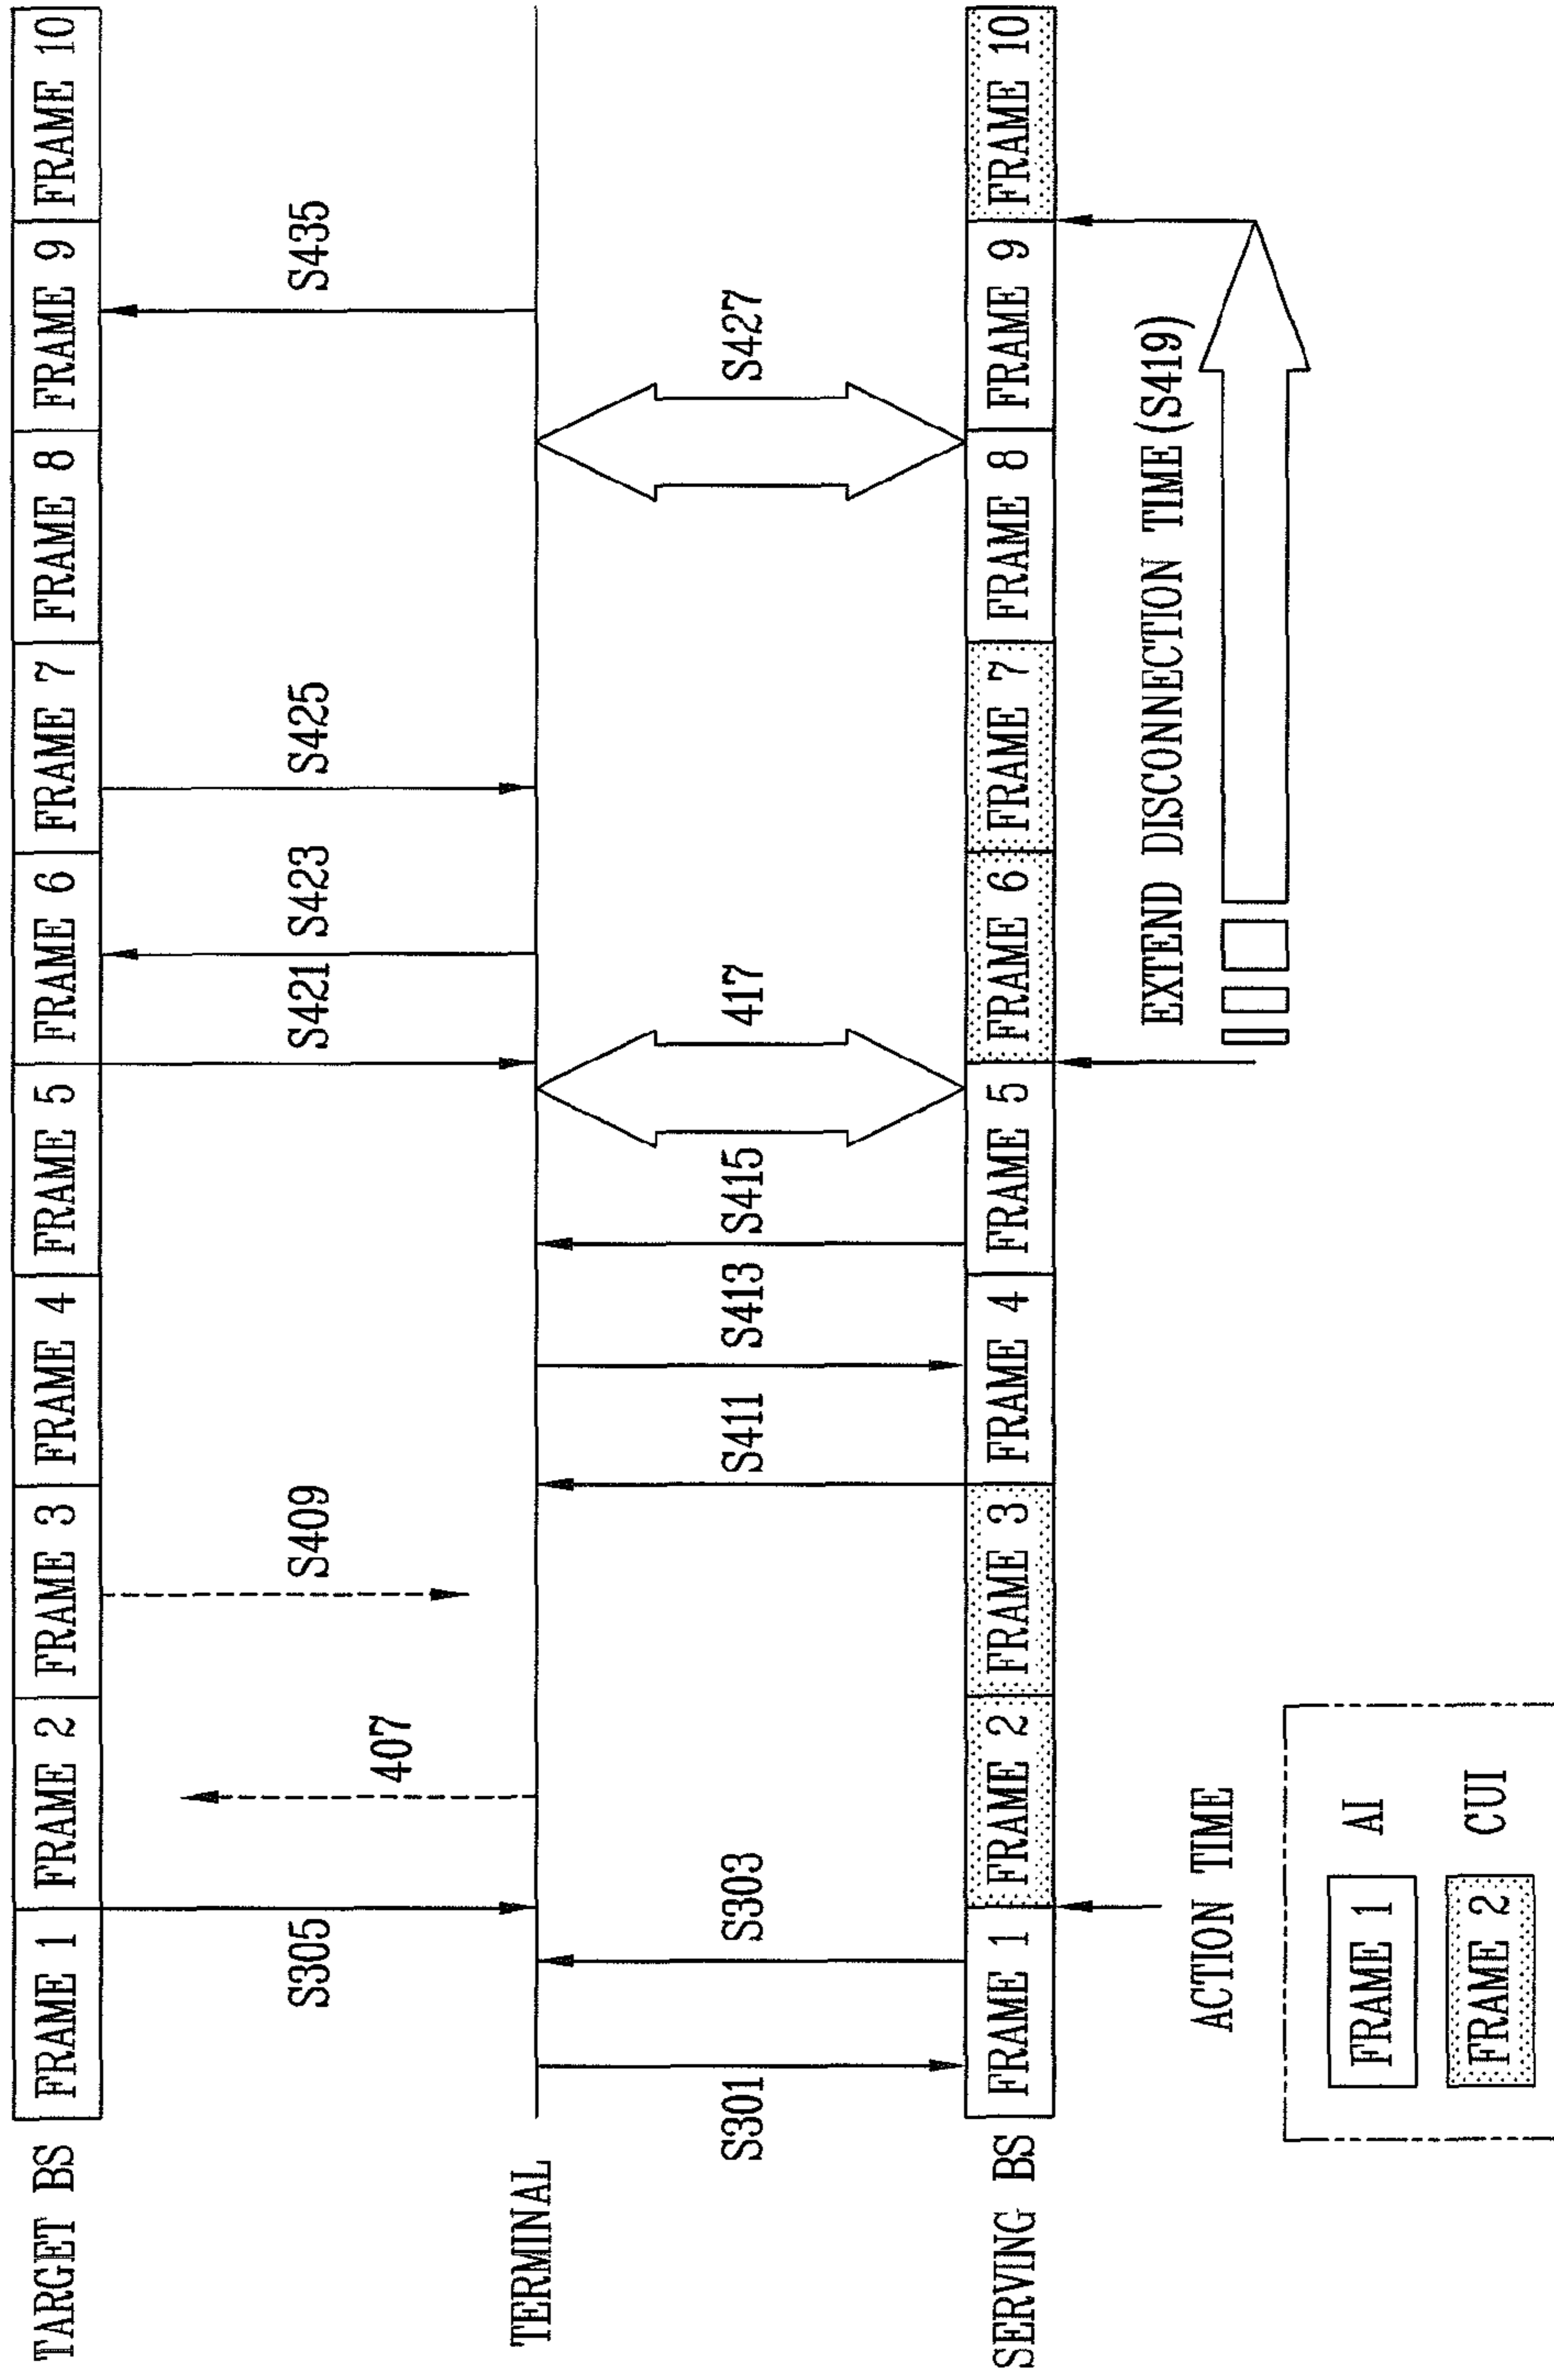 TARGET BS
FRAME 1
FRAME 2
FRAME 3
FRAME 4
FRAME 5
FRAME 6
FRAME 7
FRAME 8
FRAME 9
FRAME 10
S305
407
S409
S421
S423
S425
S435
TERMINAL
S301
S303
S411
S413
S415
417
S427
SERVING BS
FRAME 1
FRAME 2
FRAME 3
FRAME 4
FRAME 5
FRAME 6
FRAME 7
FRAME 8
FRAME 9
FRAME 10
ACTION TIME
EXTEND DISCONNECTION TIME (S419)
FRAME 1 AI
FRAME 2 CUI